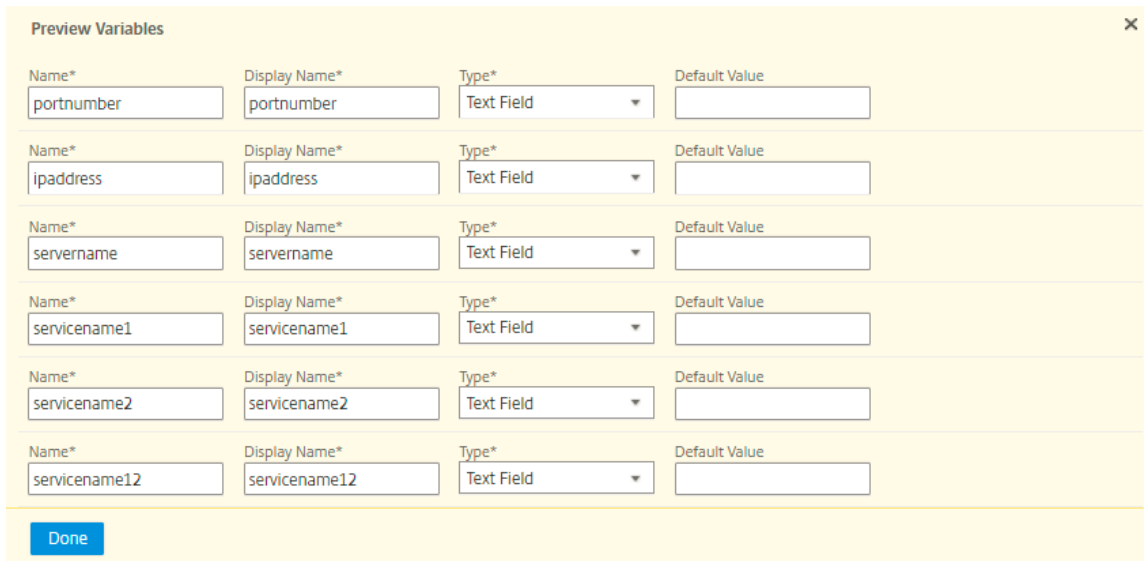 Preview Variables
Name* Display Name* Type* Default Value
portnumber portnumber Text Field
Name* Display Name* Type* Default Value
ipaddress ipaddress Text Field
Name* Display Name* Type* Default Value
servername servername Text Field
Name* Display Name* Type* Default Value
servicename1 servicename1 Text Field
Name* Display Name* Type* Default Value
servicename2 servicename2 Text Field
Name* Display Name* Type* Default Value
servicename12 servicename12 Text Field
Done